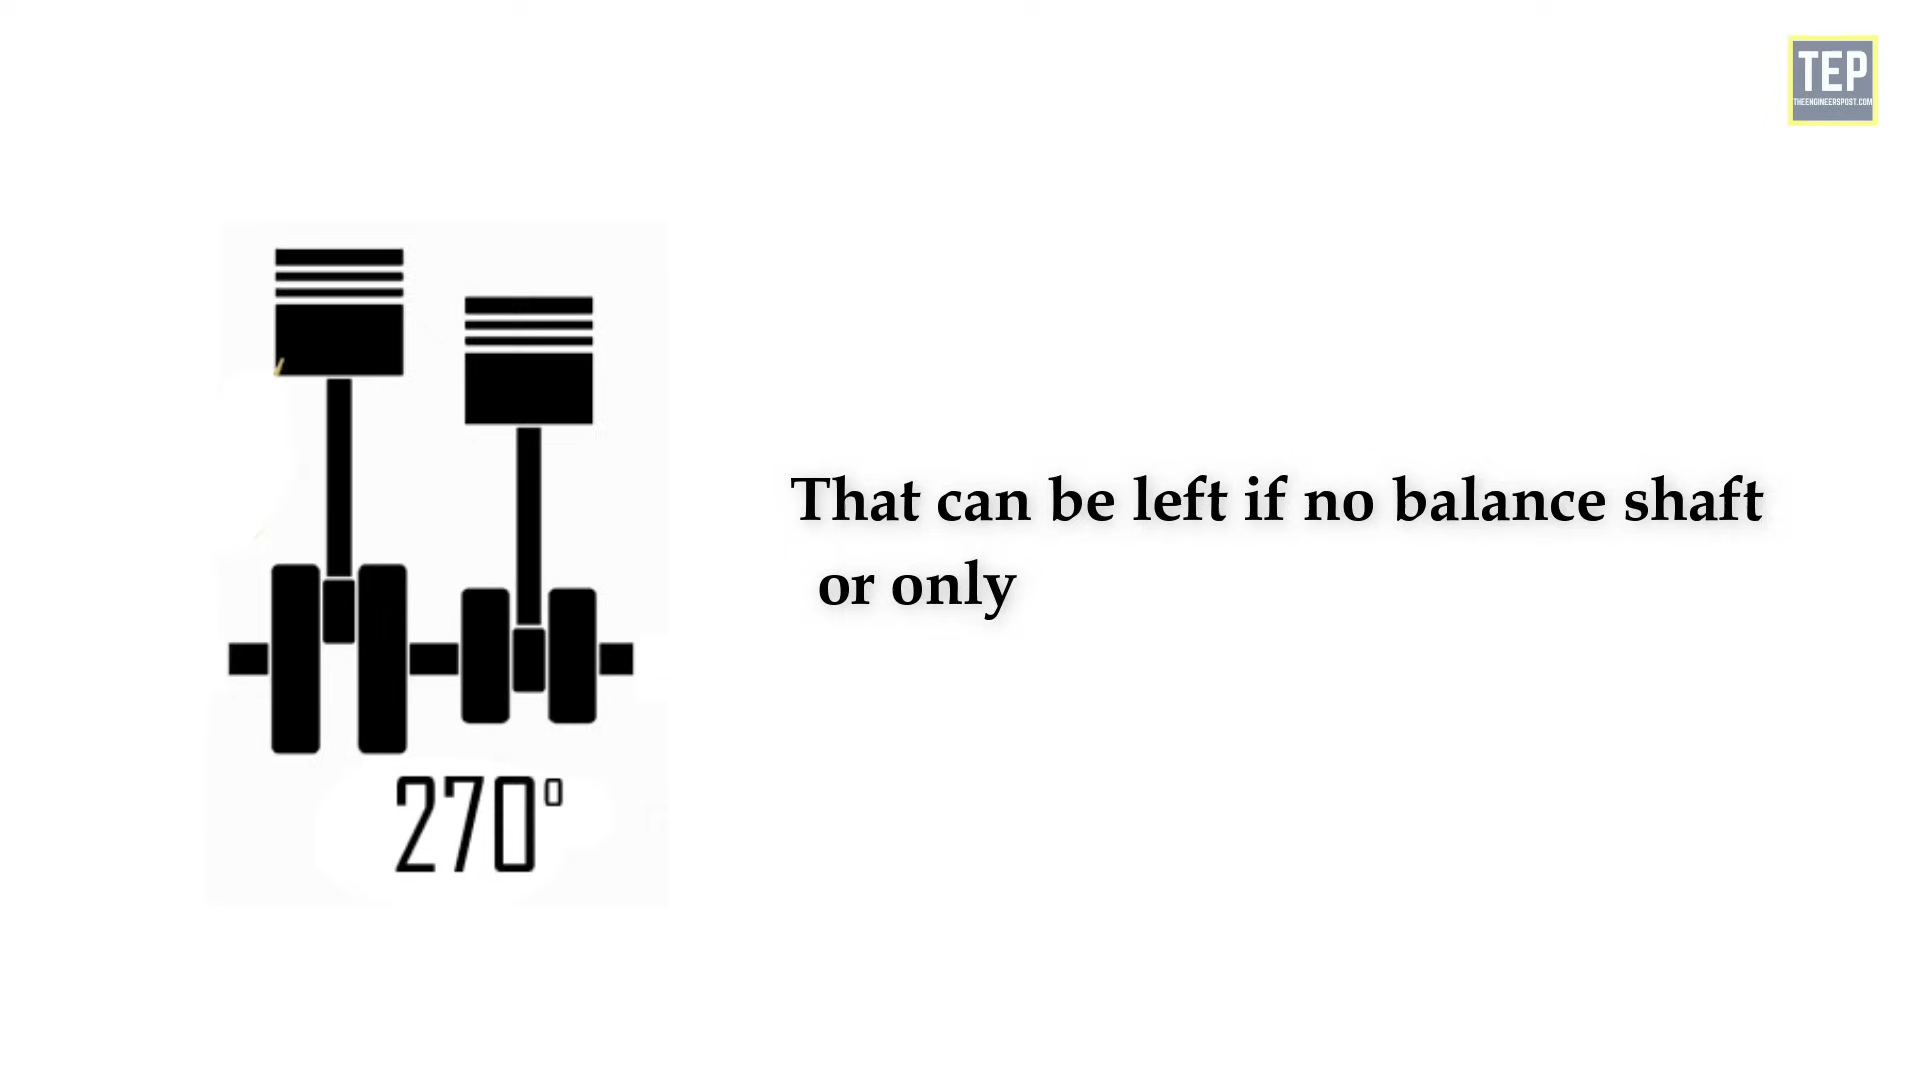 TEP
THEENGINEERSPOST.COM
That can be left if no balance shaft
or only
270°